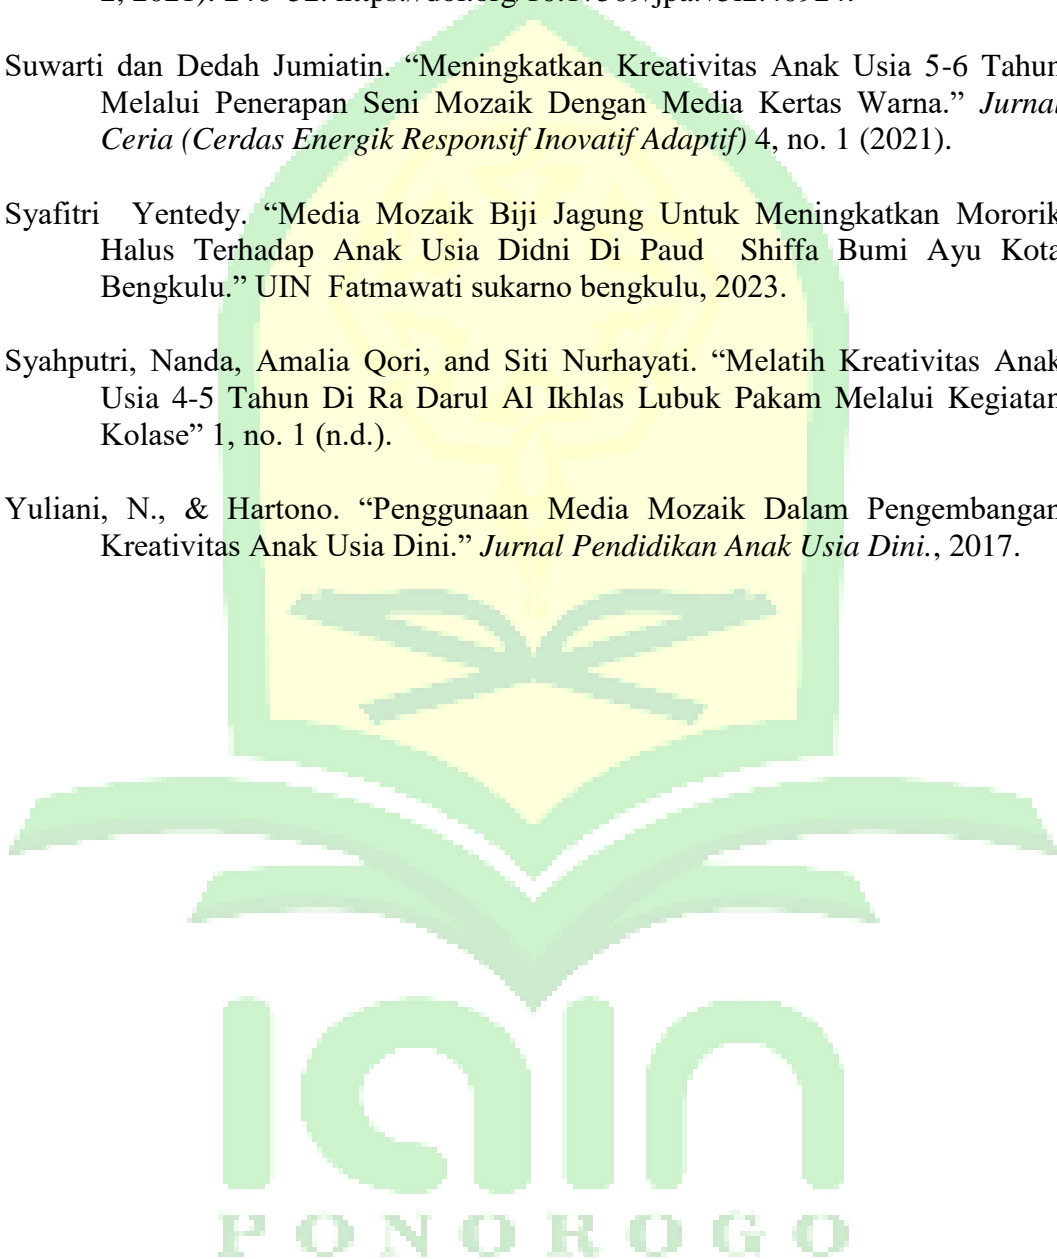 Suwarti dan Dedah Jumiatin. “Meningkatkan Kreativitas Anak Usia 5-6 Tahun
Melalui Penerapan Seni Mozaik Dengan Media Kertas Warna.” Jurnal
Ceria (Cerdas Energik Responsif Inovatif Adaptif) 4, no. 1 (2021).
Syafitri Yentedy. “Media Mozaik Biji Jagung Untuk Meningkatkan Mororik
Halus Terhadap Anak Usia Didni Di Paud Shiffa Bumi Ayu Kota
Bengkulu.” UIN Fatmawati sukarno bengkulu, 2023.
Syahputri, Nanda, Amalia Qori, and Siti Nurhayati. “Melatih Kreativitas Anak
Usia 4-5 Tahun Di Ra Darul Al Ikhlas Lubuk Pakam Melalui Kegiatan
Kolase” 1, no. 1 (n.d.).
Yuliani, N., & Hartono. “Penggunaan Media Mozaik Dalam Pengembangan
Kreativitas Anak Usia Dini.” Jurnal Pendidikan Anak Usia Dini., 2017.
iain
PONOROGO